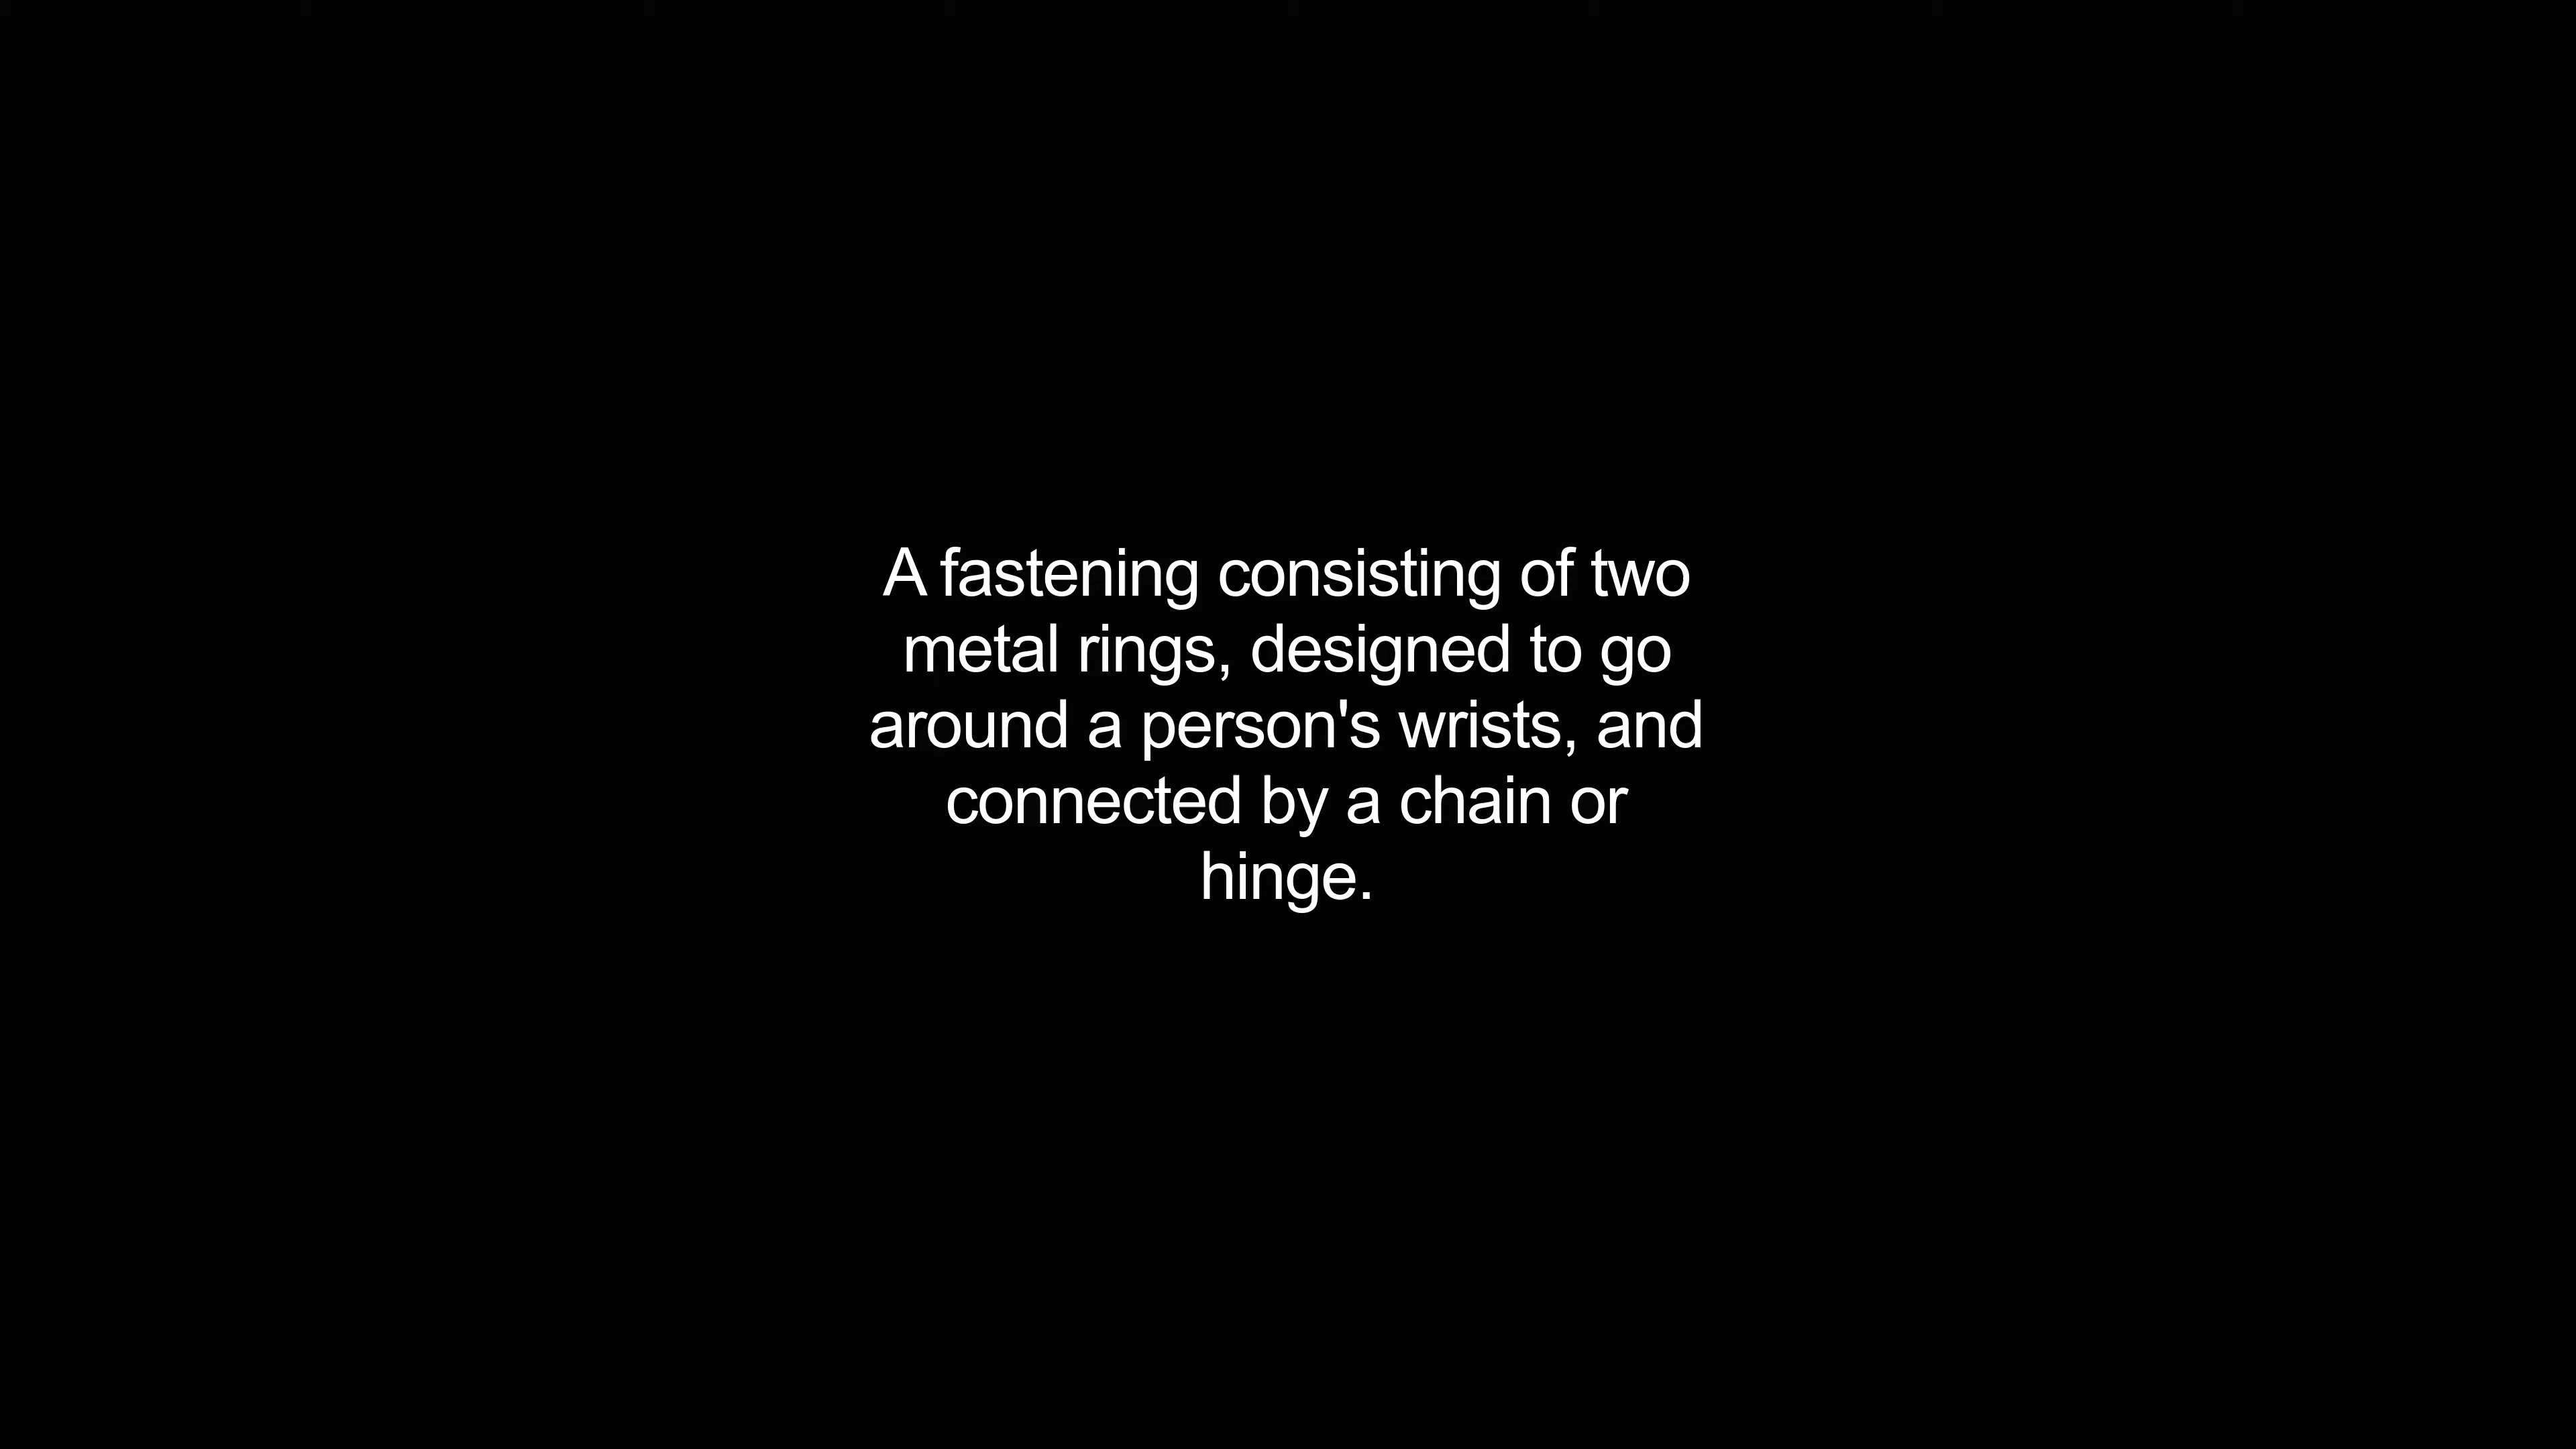 A fastening consisting of two
metal rings, designed to go
around a person's wrists, and
connected by a chain or
hinge.